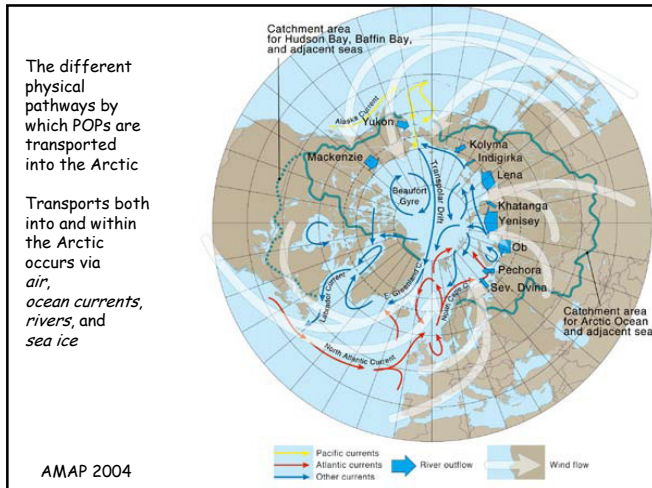 The different
physical
pathways by
which POPs are
transported
into the Arctic
Transports both
into and within
the Arctic
occurs via
air,
ocean currents,
rivers, and
sea ice
AMAP 2004
Catchment area
for Hudson Bay, Baffin Bay,
and adjacent seas
Alaska Current
Yukon
Mackenzie
Kolyma
Indigirka
Lena
Transpolar Drift
Beaufort
Gyre
Khatanga
Yenisey
Ob
Pechora
Sev. Dvina
Labrador Current
E. Greenland C.
North Cape C.
North Atlantic Current
Catchment area
for Arctic Ocean
and adjacent sea
Pacific currents
Atlantic currents
Other currents
River outflow
Wind flow